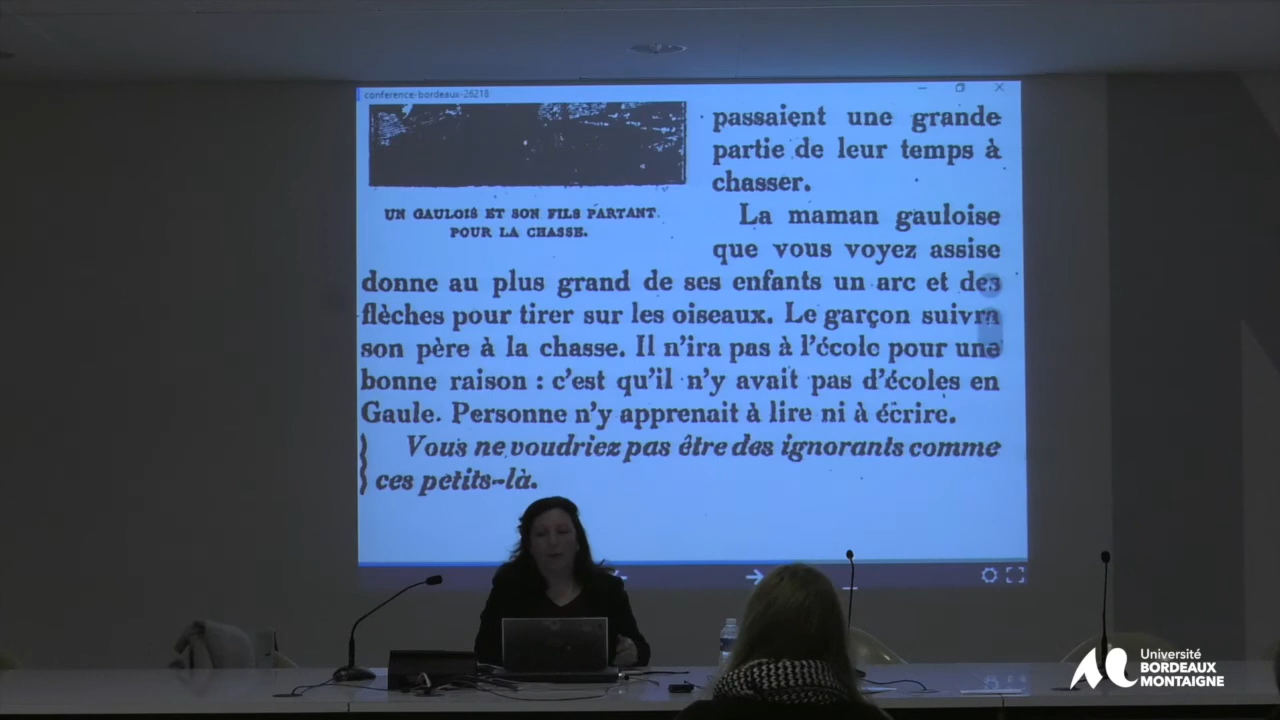 conference-bordeaux-26218
passaient une grande
partie de leur temps à
chasser.
UN GAULOIS ET SON FILS PARTANT
POUR LA CHASSE.
La maman gauloise
que vous voyez assise
donne au plus grand de ses enfants un arc et des
flèches pour tirer sur les oiseaux. Le garçon suivra
son père à la chasse. Il n'ira pas à l'école pour une
bonne raison : c'est qu'il n'y avait pas d'écoles en
Gaule. Personne n'y apprenait à lire ni à écrire.
Vous ne voudriez pas être des ignorants comme
ces petits-là.
Université
BORDEAUX
MONTAIGNE